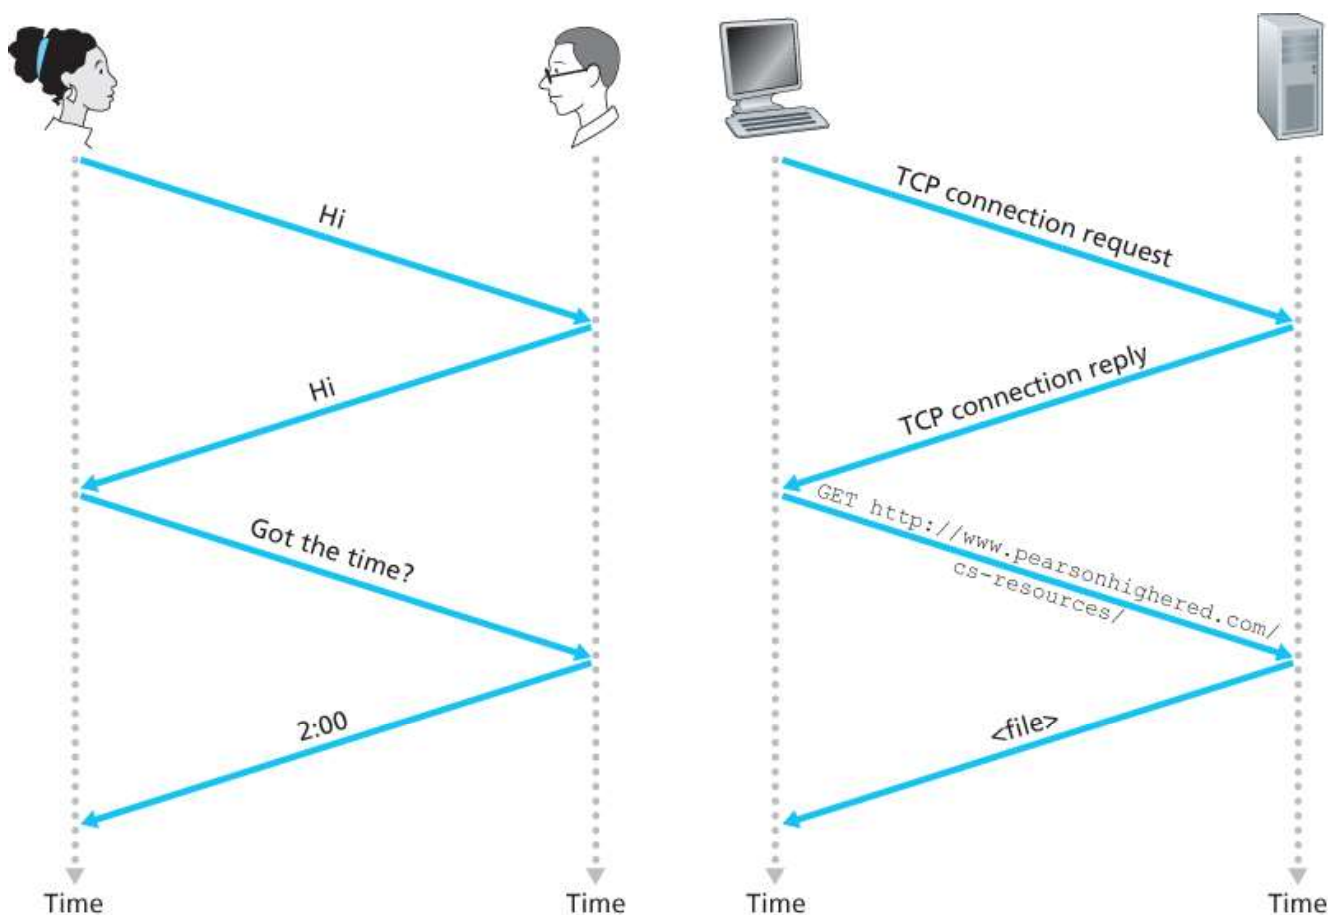 Hi
Hi
Got the time?
2:00
Time
Time
TCP connection request
TCP connection reply
GET http://www.pearsonhighered.com/
cs-resources/
<file>
Time
Time